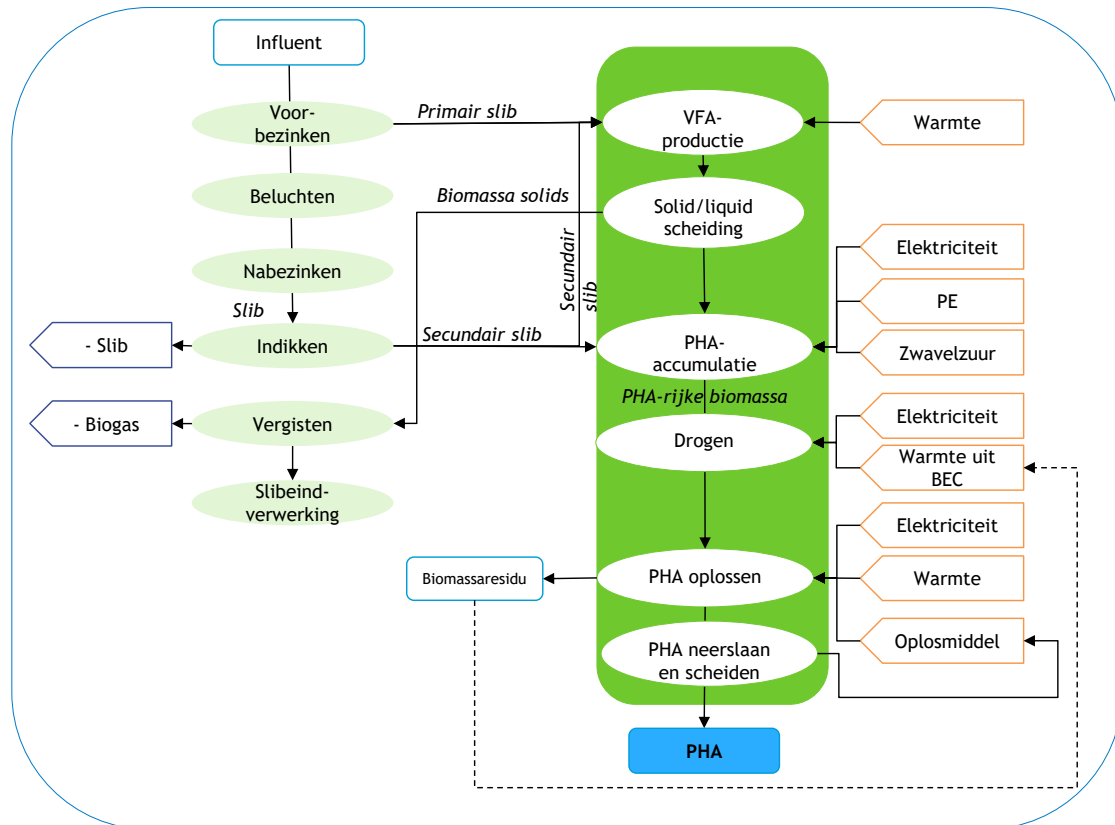 Influent
Voor-
bezinken
Primair slib
VFA-
productie
Warmte
Beluchten
Biomassa solids
Solid/liquid
scheiding
Secundair
slib
Elektriciteit
Nabezinken
PE
Slib
- Slib
Indikken
Secundair slib
PHA-
accumulatie
Zwavelzuur
PHA-rijke biomassa
- Biogas
Vergisten
Drogen
Elektriciteit
Warmte uit
BEC
Slibeind-
verwerking
Elektriciteit
Biomassaresidu
PHA oplossen
Warmte
PHA neerslaan
en scheiden
Oplosmiddel
PHA